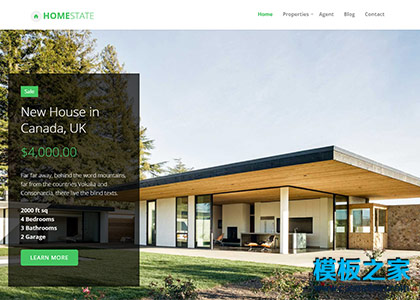 HOMESTATE
Home Properties Agent Blog Contact
Sale
New House in
Canada, UK
$4,000.00
Far far away, behind the word mountains,
far from the countries Vokalia and
Consonantia, there live the blind texts.
2000 ft sq
4 Bedrooms
3 Bathrooms
2 Garage
LEARN MORE
模板之家